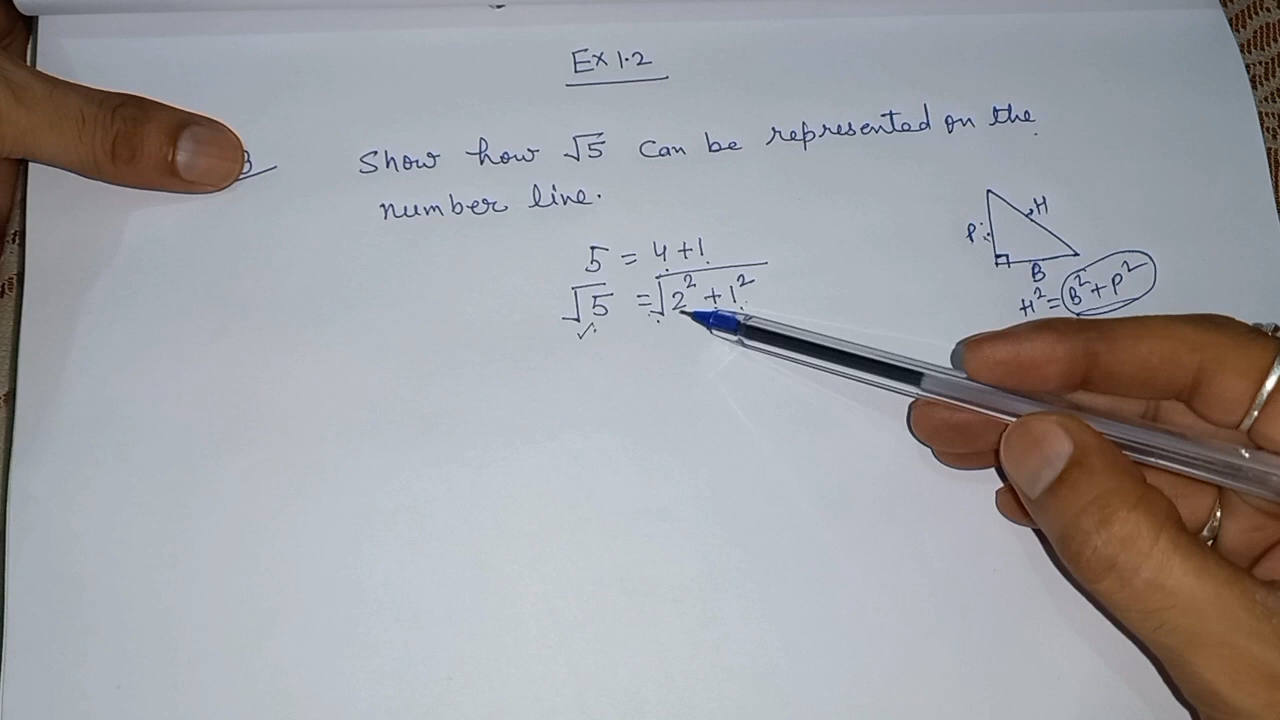 Ex 1.2
3 Show how √5 can be represented on the
number line.
5 = 4 + 1
√5 = √2² + 1²
P H
B
H² = B² + P²